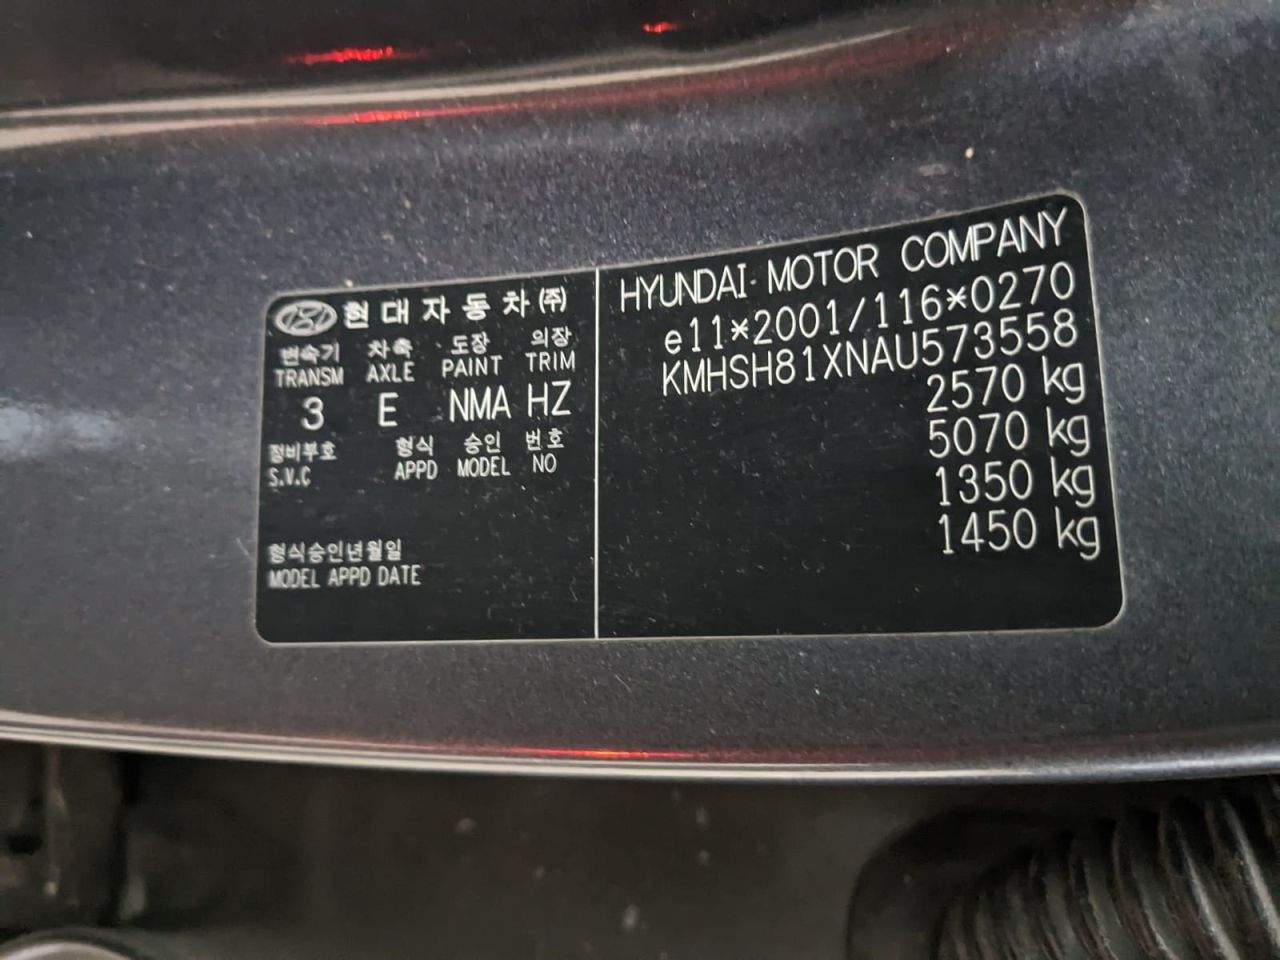 현대자동차(주)
변속기 차축 도장 의장
TRANSM AXLE PAINT TRIM
3 E NMA HZ
정비부호 형식 승인 번호
S.V.C APPD MODEL NO
형식승인년월일
MODEL APPD DATE
HYUNDAI MOTOR COMPANY
e11*2001/116*0270
KMHSH81XNAU573558
2570 kg
5070 kg
1350 kg
1450 kg